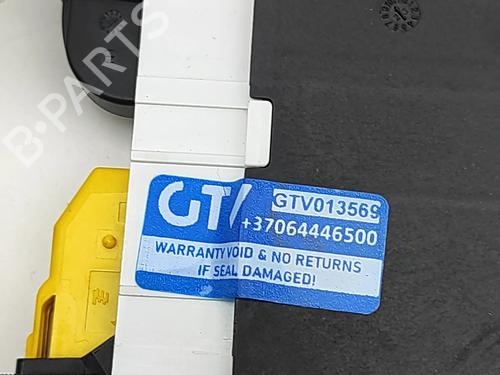 B-PARTS
GTV
GTV013569
+37064446500
WARRANTY VOID & NO RETURNS
IF SEAL DAMAGED!